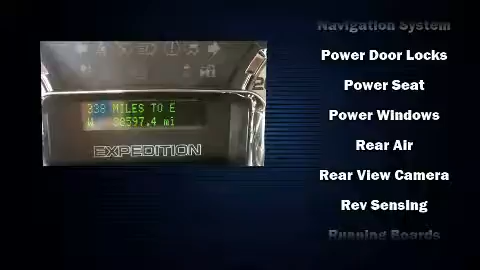 338 MILES TO E
W 80597.4 mi
EXPEDITION
Navigation System
Power Door Locks
Power Seat
Power Windows
Rear Air
Rear View Camera
Rev Sensing
Running Boards